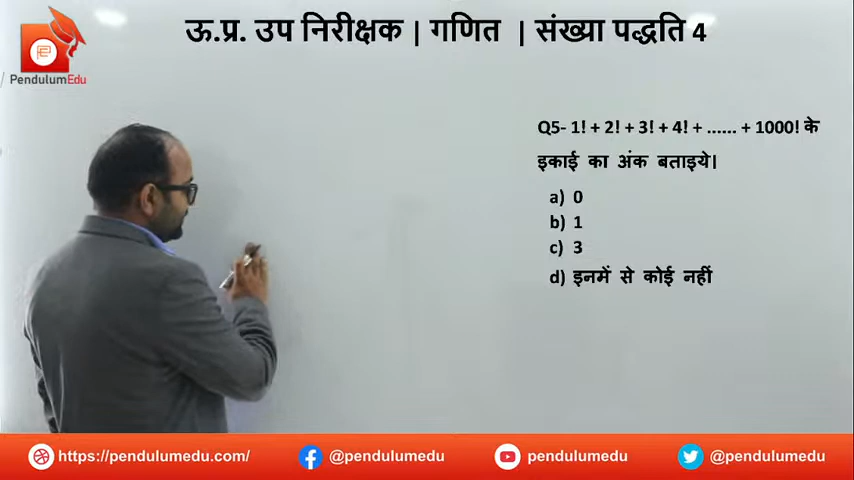 ऊ.प्र. उप निरीक्षक | गणित | संख्या पद्धति 4
PendulumEdu
Q5- 1! + 2! + 3! + 4! + ...... + 1000! के
इकाई का अंक बताइये।
a) 0
b) 1
c) 3
d) इनमें से कोई नहीं
https://pendulumedu.com/ @pendulumedu pendulumedu @pendulumedu